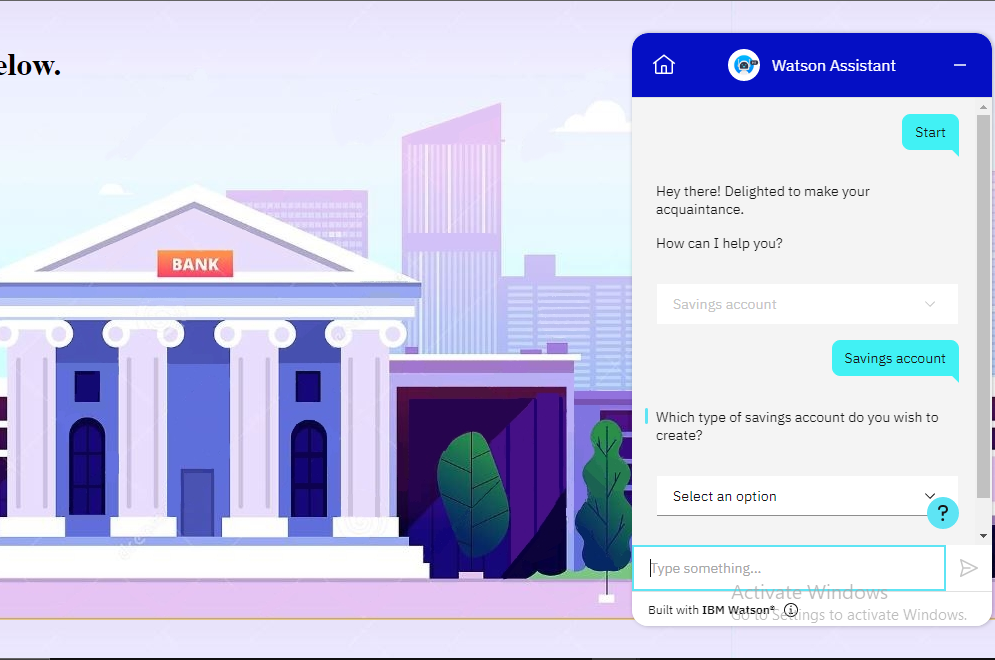 elow.
BANK
Watson Assistant
Start
Hey there! Delighted to make your
acquaintance.
How can I help you?
Savings account
Savings account
Which type of savings account do you wish to
create?
Select an option
?
Type something...
Activate Windows
Built with IBM Watson®
Go to Settings to activate Windows.